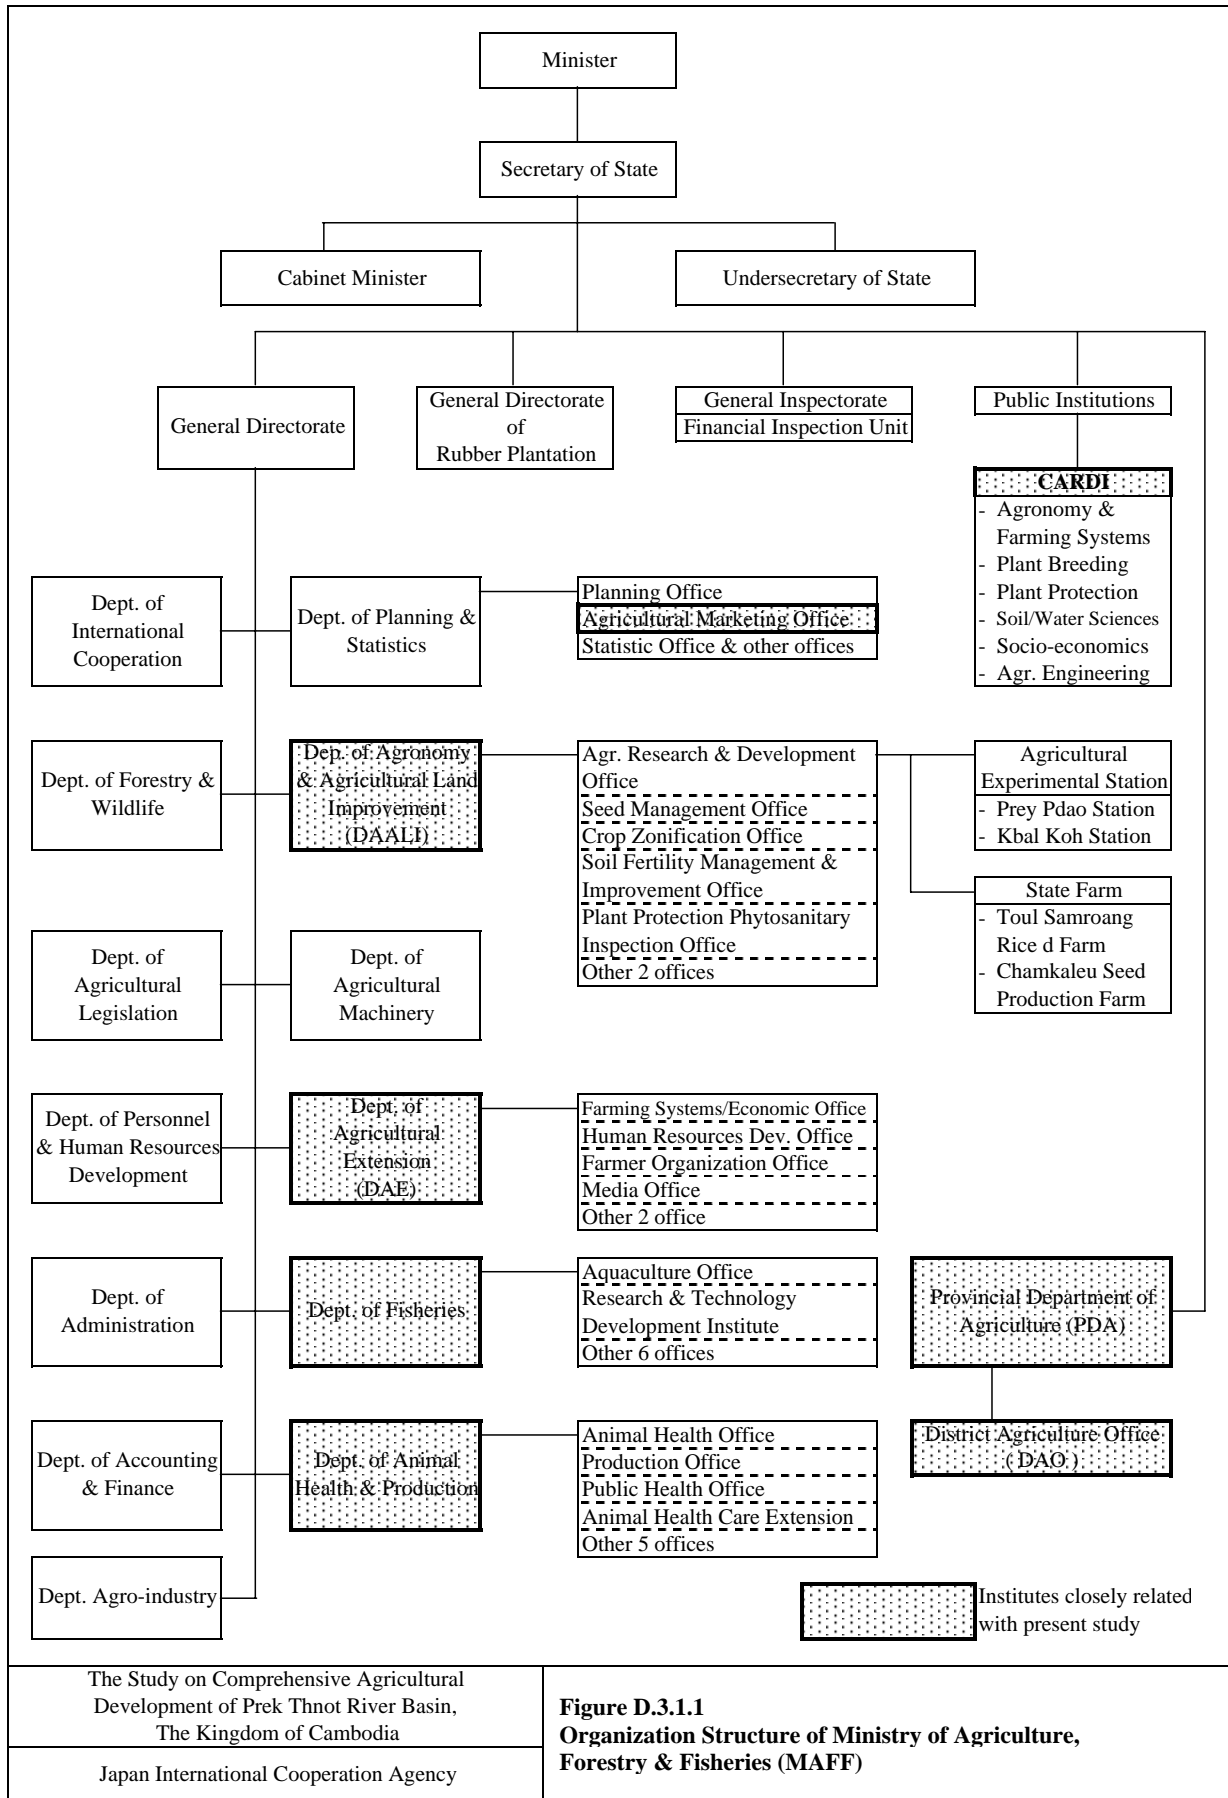 Minister
Secretary of State
Cabinet Minister
Undersecretary of State
General Directorate
General Directorate
of
Rubber Plantation
General Inspectorate
Financial Inspection Unit
Public Institutions
CARDI
- Agronomy &
Farming Systems
- Plant Breeding
- Plant Protection
- Soil/Water Sciences
- Socio-economics
- Agr. Engineering
Dept. of
International
Cooperation
Dept. of Planning &
Statistics
Planning Office
Agricultural Marketing Office
Statistic Office & other offices
Dept. of Forestry &
Wildlife
Dep. of Agronomy
& Agricultural Land
Improvement
(DAALI)
Agr. Research & Development
Office
Seed Management Office
Crop Zonification Office
Soil Fertility Management &
Improvement Office
Plant Protection Phytosanitary
Inspection Office
Other 2 offices
Agricultural
Experimental Station
- Prey Pdao Station
- Kbal Koh Station
State Farm
- Toul Samroang
Rice d Farm
- Chamkaleu Seed
Production Farm
Dept. of
Agricultural
Legislation
Dept. of
Agricultural
Machinery
Dept. of Personnel
& Human Resources
Development
Dept. of
Agricultural
Extension
(DAE)
Farming Systems/Economic Office
Human Resources Dev. Office
Farmer Organization Office
Media Office
Other 2 office
Dept. of
Administration
Dept. of Fisheries
Aquaculture Office
Research & Technology
Development Institute
Other 6 offices
Provincial Department of
Agriculture (PDA)
District Agriculture Office
( DAO )
Dept. of Accounting
& Finance
Dept. of Animal
Health & Production
Animal Health Office
Production Office
Public Health Office
Animal Health Care Extension
Other 5 offices
Dept. Agro-industry
Institutes closely related
with present study
The Study on Comprehensive Agricultural
Development of Prek Thnot River Basin,
The Kingdom of Cambodia
Japan International Cooperation Agency
Figure D.3.1.1
Organization Structure of Ministry of Agriculture,
Forestry & Fisheries (MAFF)